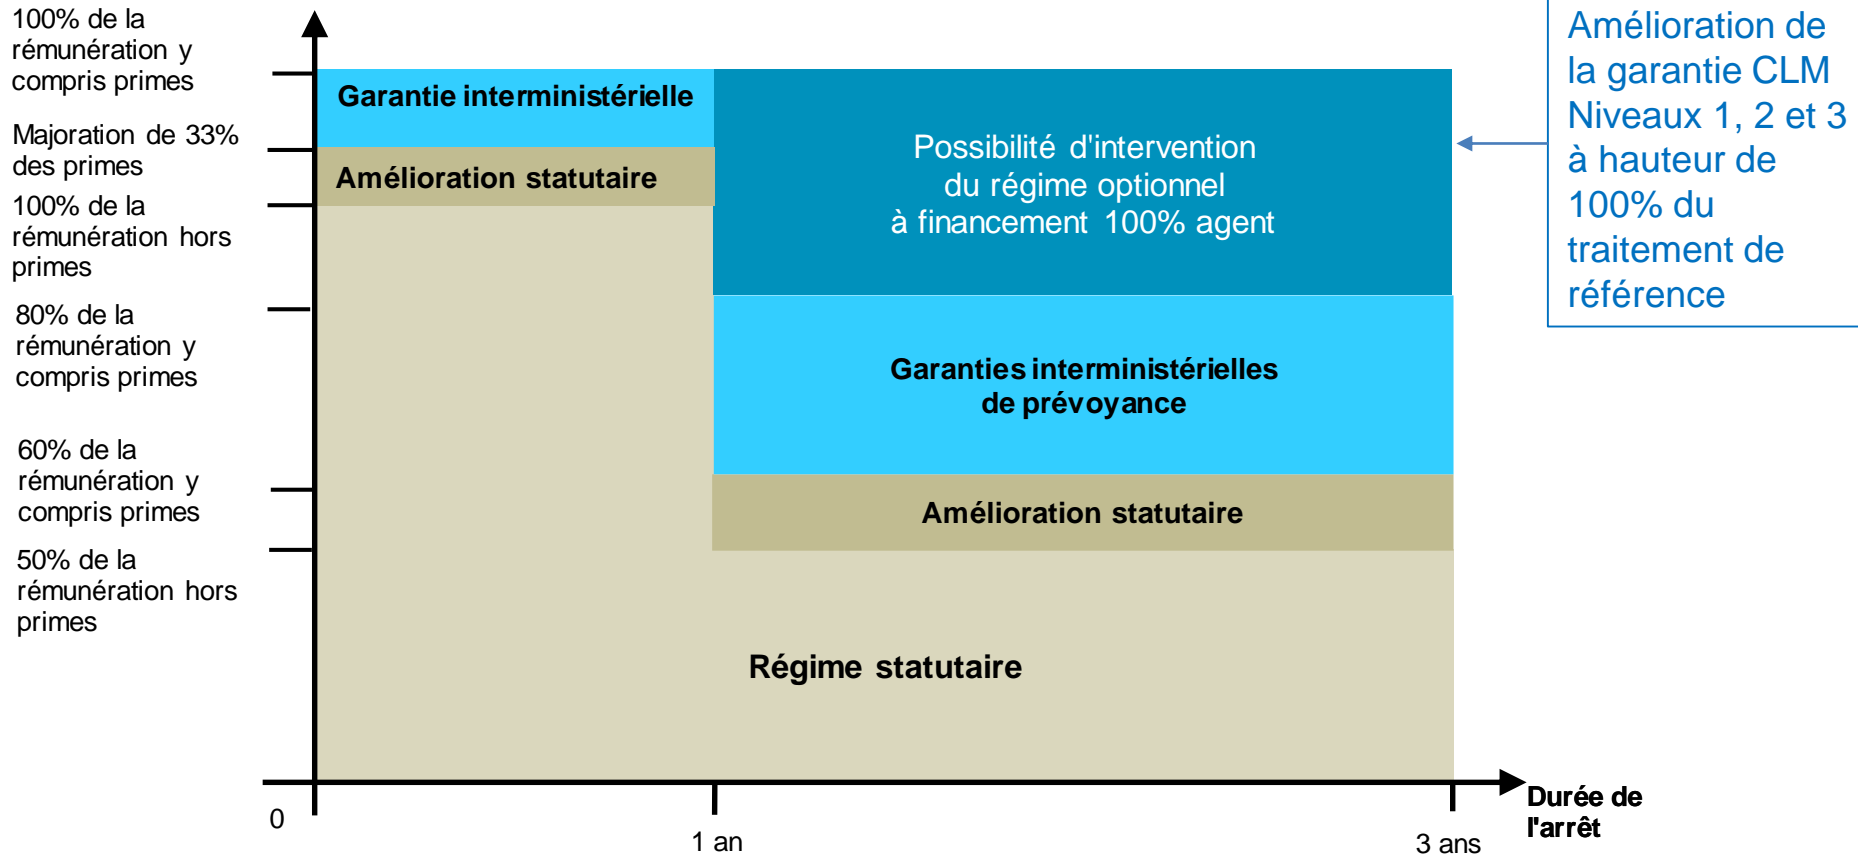 100% de la
rémunération y
compris primes
Majoration de 33%
des primes
100% de la
rémunération hors
primes
80% de la
rémunération y
compris primes
60% de la
rémunération y
compris primes
50% de la
rémunération hors
primes
Garantie interministérielle
Amélioration statutaire
Possibilité d'intervention
du régime optionnel
à financement 100% agent
Garanties interministérielles
de prévoyance
Amélioration statutaire
Régime statutaire
Amélioration de
la garantie CLM
Niveaux 1, 2 et 3
à hauteur de
100% du
traitement de
référence
0
1 an
3 ans
Durée de
l'arrêt